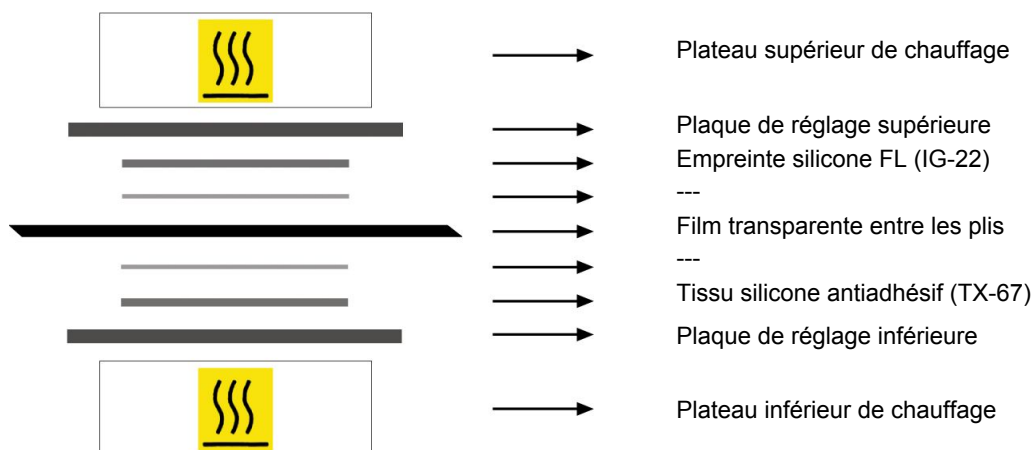 Plateau supérieur de chauffage
Plaque de réglage supérieure
Empreinte silicone FL (IG-22)
---
Film transparente entre les plis
---
Tissu silicone antiadhésif (TX-67)
Plaque de réglage inférieure
Plateau inférieur de chauffage